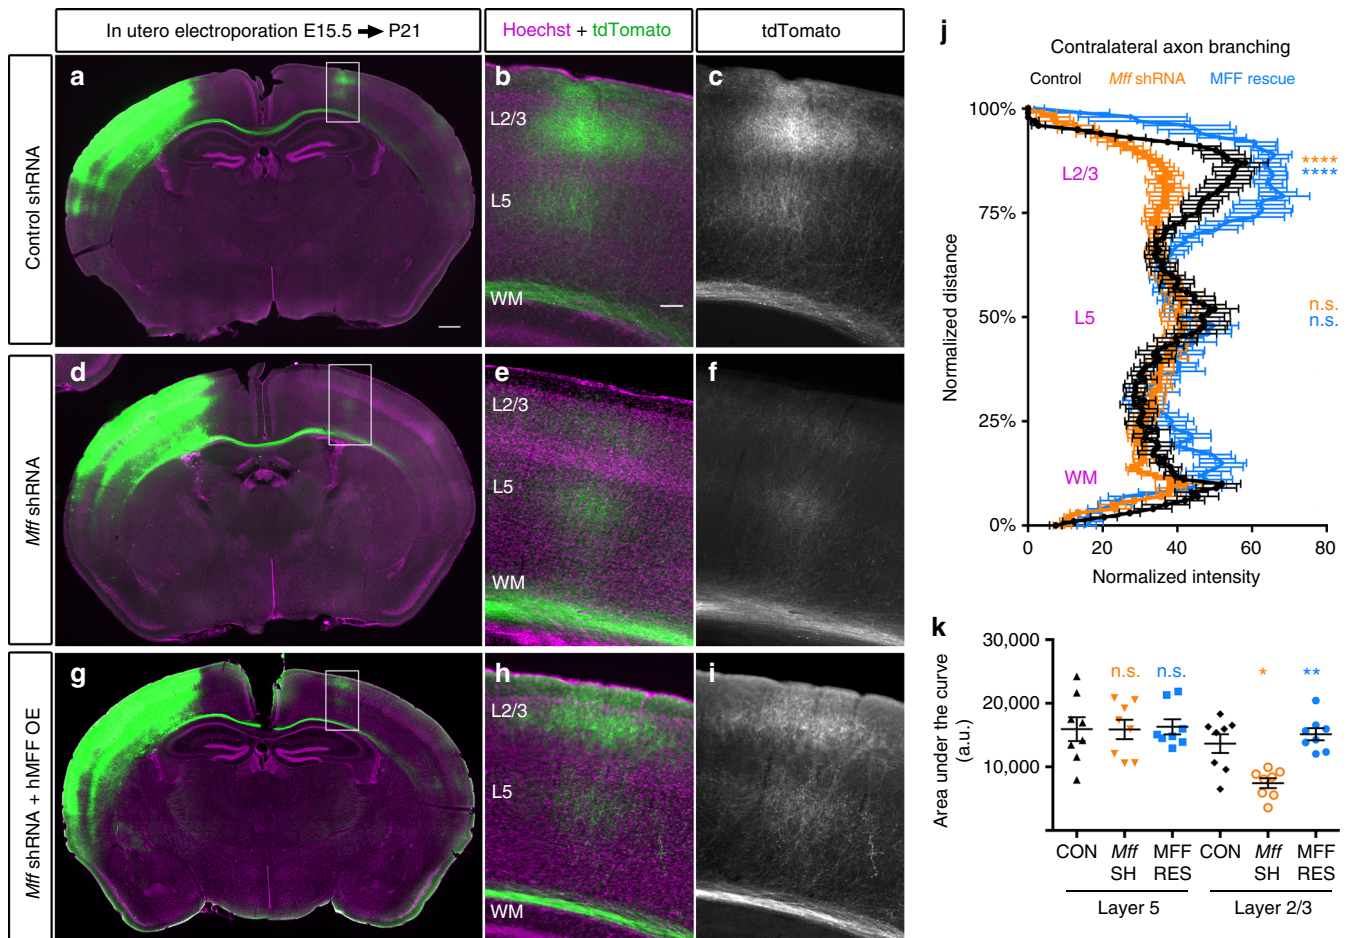 In utero electroporation E15.5 → P21
Hoechst + tdTomato
tdTomato
Control shRNA
a
b
L2/3
L5
WM
c
Mff shRNA
d
e
L2/3
L5
WM
f
Mff shRNA + hMFF OE
g
h
L2/3
L5
WM
i
j
Contralateral axon branching
Control Mff shRNA MFF rescue
Normalized distance
100%
75%
50%
25%
0%
L2/3
L5
WM
****
****
n.s.
n.s.
0 20 40 60 80
Normalized intensity
k
Area under the curve
(a.u.)
30,000
20,000
10,000
n.s. n.s. * **
CON Mff SH MFF RES CON Mff SH MFF RES
Layer 5 Layer 2/3